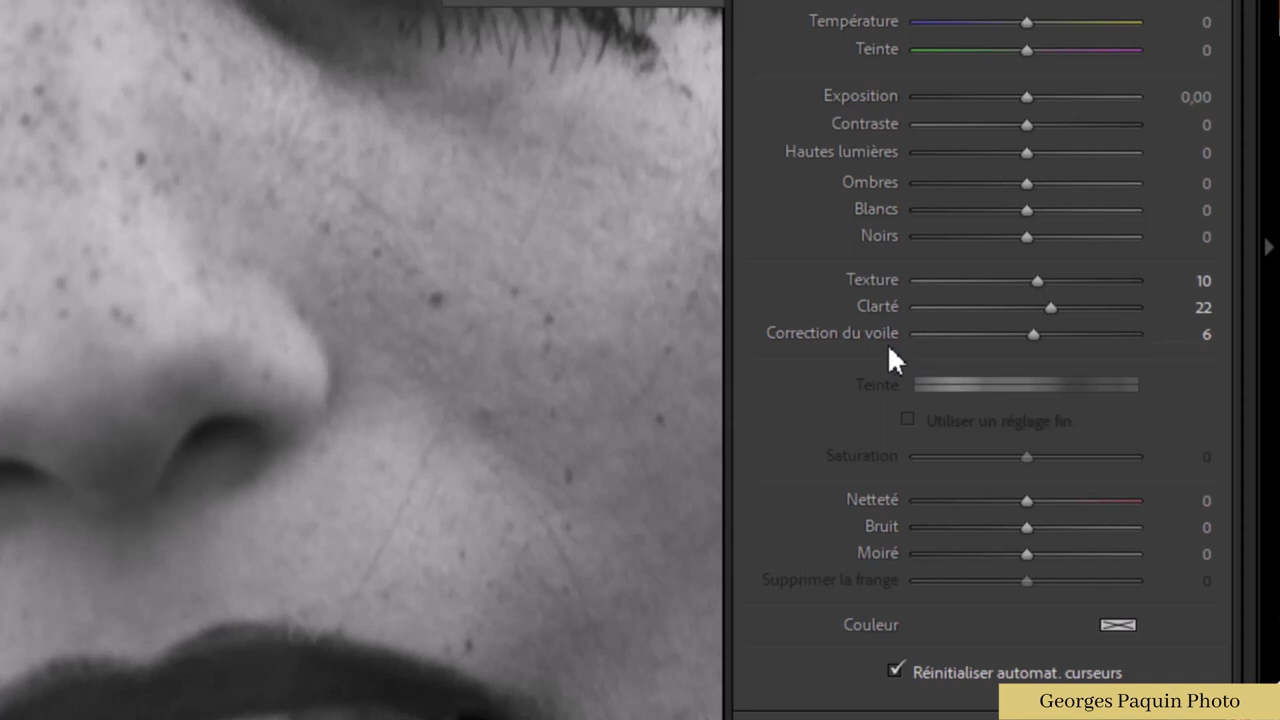 Température 0
Teinte 0
Exposition 0,00
Contraste 0
Hautes lumières 0
Ombres 0
Blancs 0
Noirs 0
Texture 10
Clarté 22
Correction du voile 6
Teinte
Utiliser un réglage fin
Saturation 0
Netteté 0
Bruit 0
Moiré 0
Supprimer la frange 0
Couleur
Réinitialiser automat. curseurs
Georges Paquin Photo